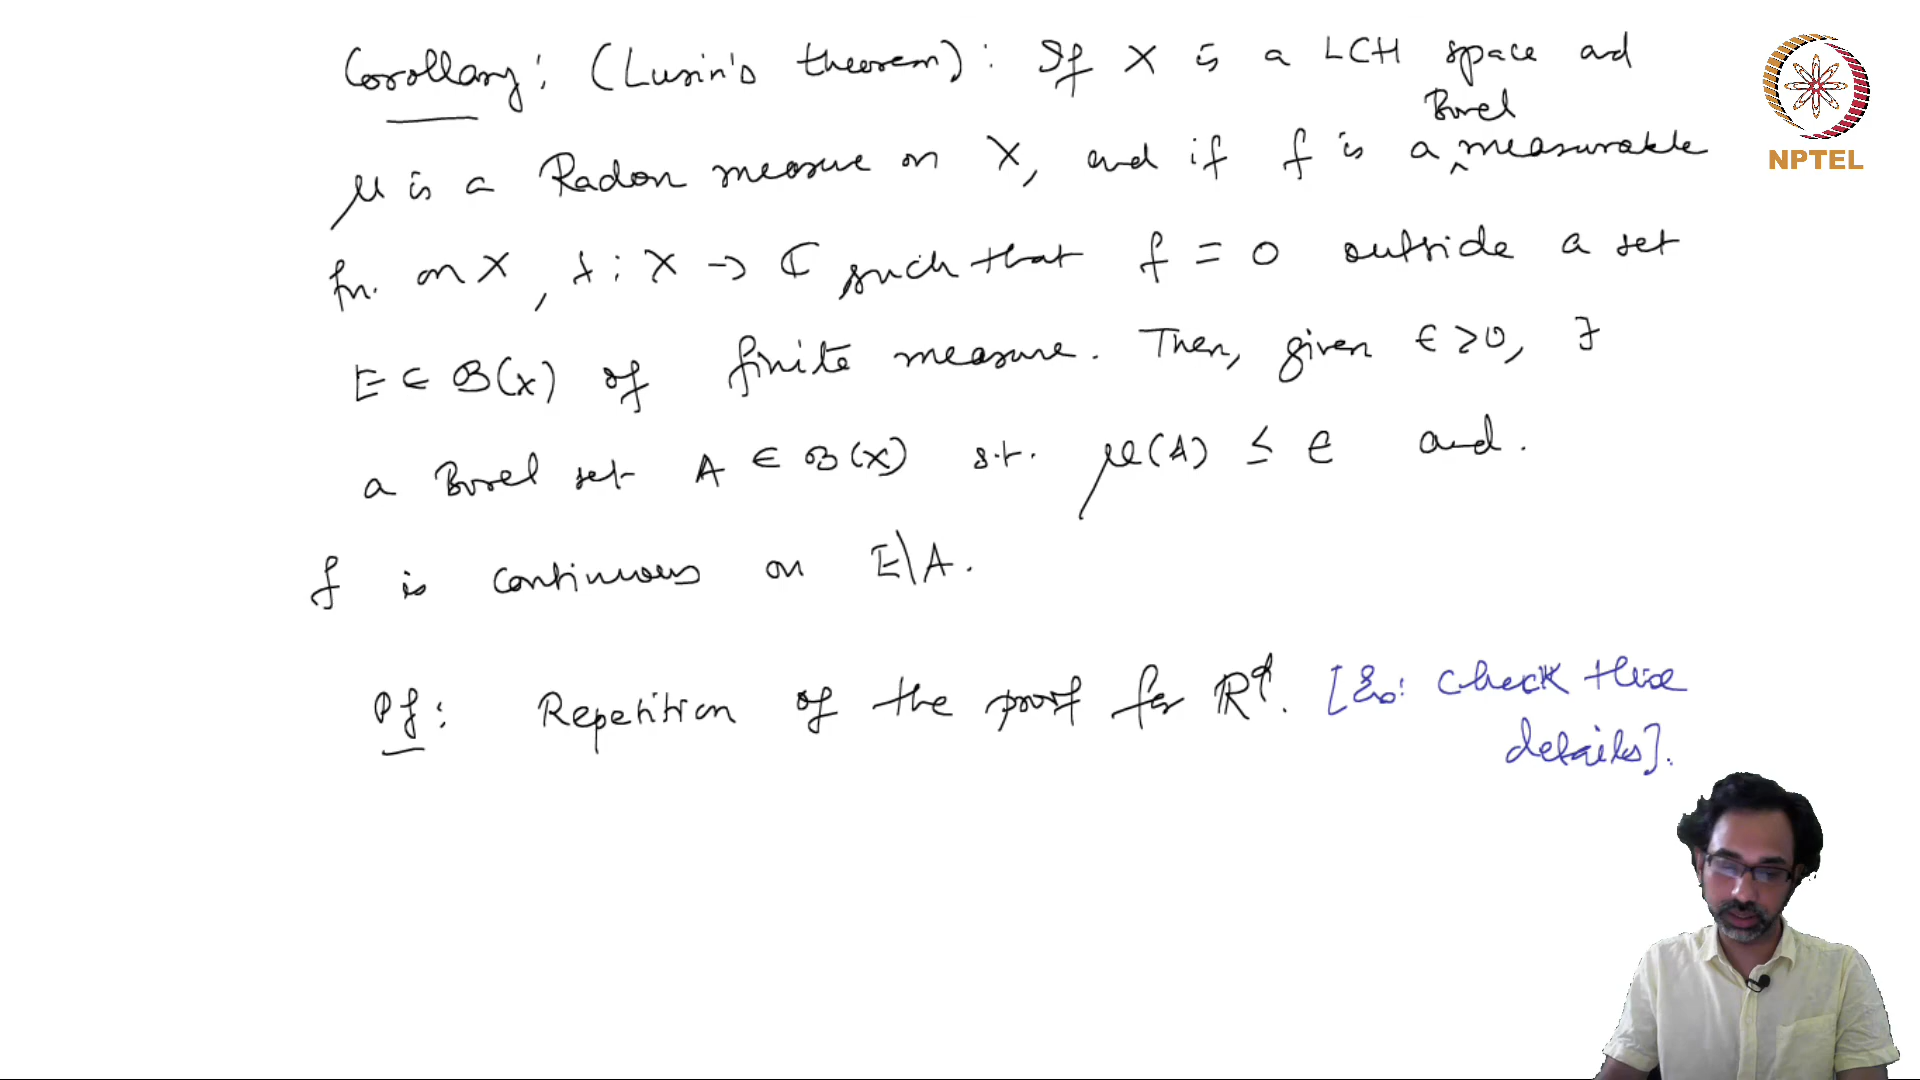 Corollary: (Lusin's theorem): If X is a LCH space ad
Borel
μ is a Radon measure on X, and if f is a ^ measurable
fn. on X, f : X → ℂ such that f = 0 outside a set
E ∈ B(X) of finite measure. Then, given ε > 0, ∃
a Borel set A ∈ B(X) s.t. μ(A) ≤ ε and.
f is continuous on E\A.
Pf: Repetition of the proof for ℝᵈ. [Ex: Check the
details].
NPTEL